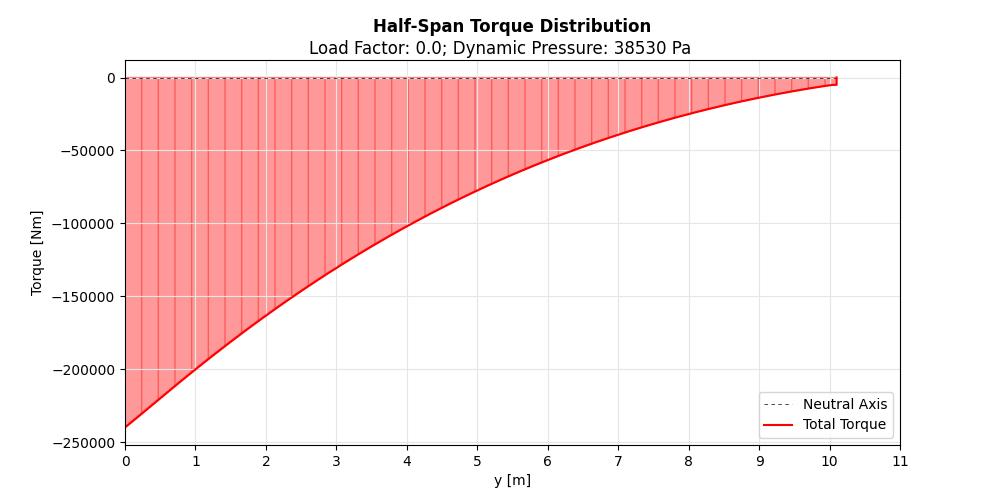 Half-Span Torque Distribution
Load Factor: 0.0; Dynamic Pressure: 38530 Pa
Torque [Nm]
0
−50000
−100000
−150000
−200000
−250000
Neutral Axis
Total Torque
0 1 2 3 4 5 6 7 8 9 10 11
y [m]